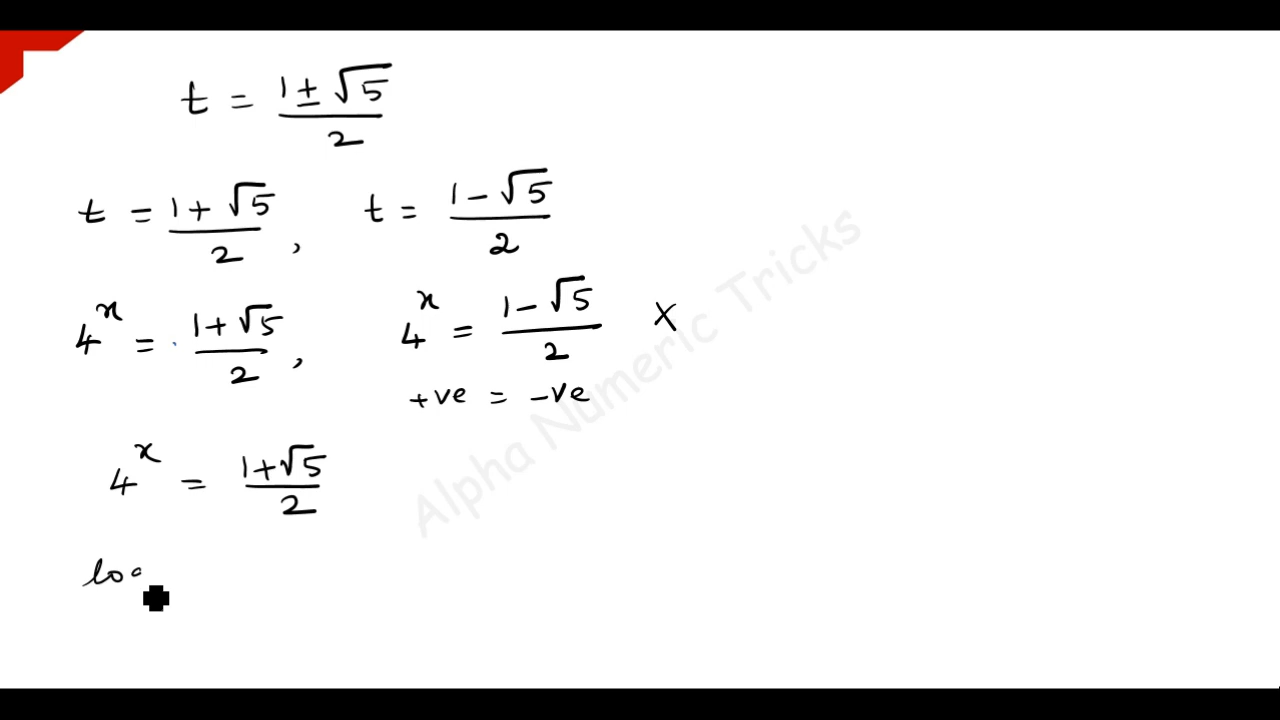 t = (1 ± √5)/2
t = (1 + √5)/2 , t = (1 - √5)/2
4^x = (1 + √5)/2 , 4^x = (1 - √5)/2 ×
+ve = -ve
4^x = (1 + √5)/2
lo
Alpha Numeric Tricks